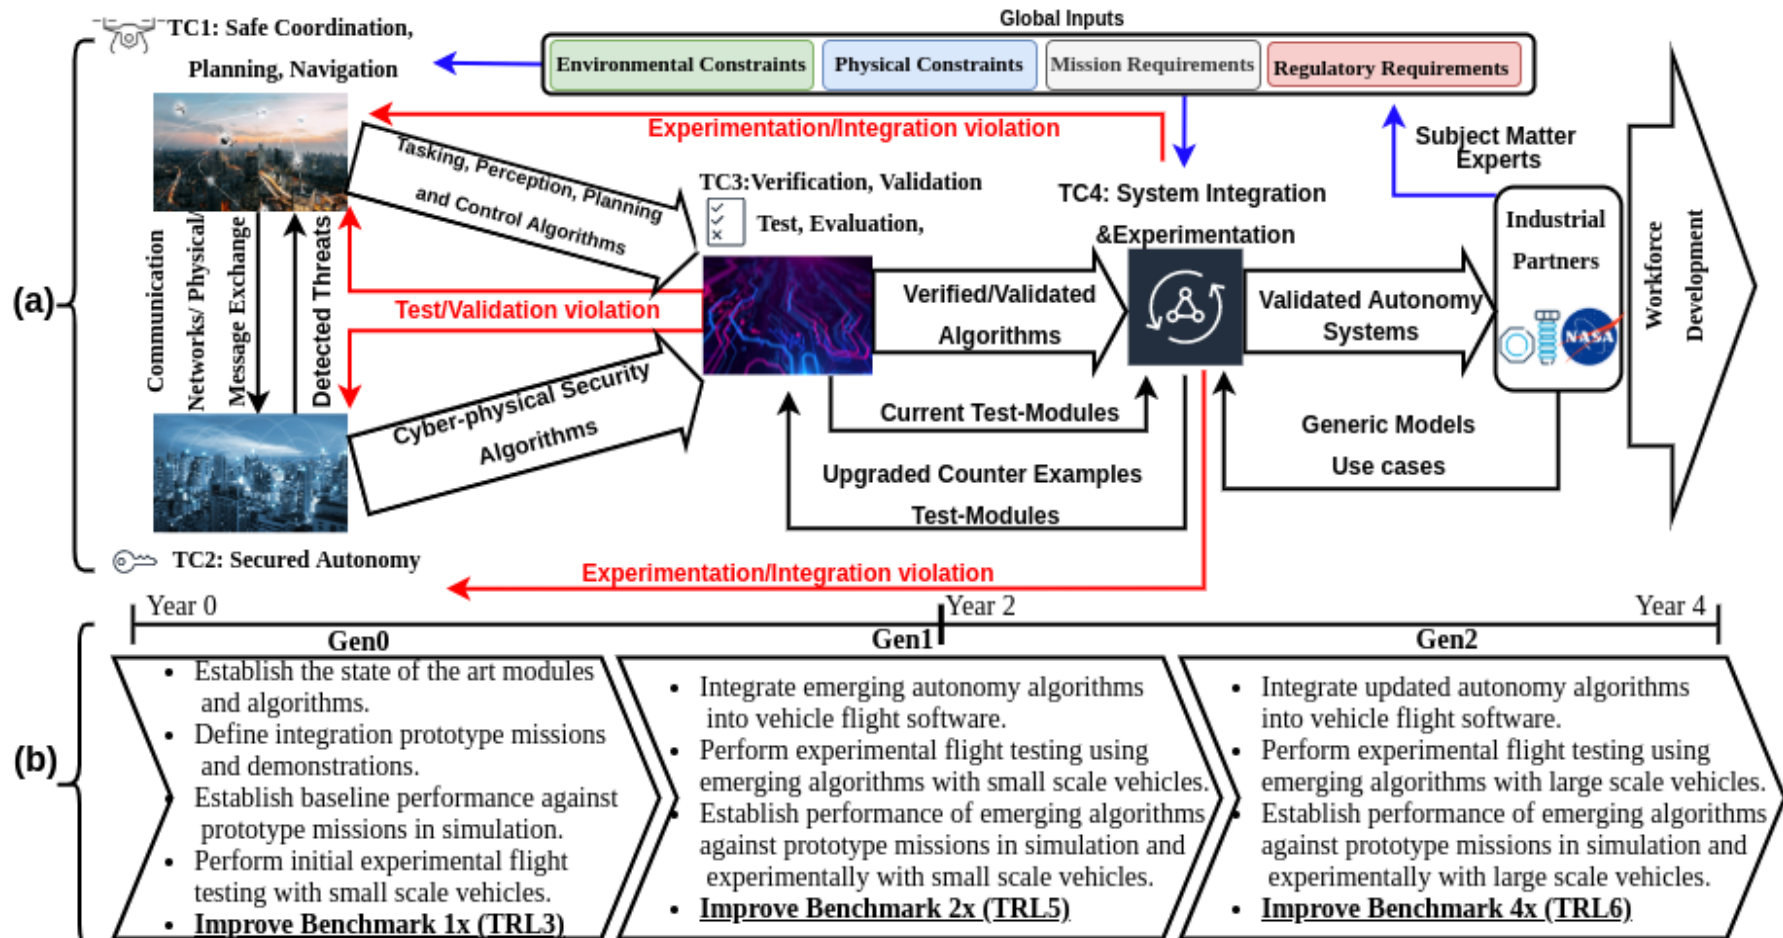 Global Inputs
TC1: Safe Coordination,
Planning, Navigation
Environmental Constraints
Physical Constraints
Mission Requirements
Regulatory Requirements
Experimentation/Integration violation
Subject Matter
Experts
Tasking, Perception, Planning
and Control Algorithms
TC3:Verification, Validation
Test, Evaluation,
TC4: System Integration
&Experimentation
Industrial
Partners
NASA
Workforce
Development
(a)
Communication
Networks/ Physical/
Message Exchange
Detected Threats
Test/Validation violation
Verified/Validated
Algorithms
Validated Autonomy
Systems
Cyber-physical Security
Algorithms
Current Test-Modules
Generic Models
Use cases
Upgraded Counter Examples
Test-Modules
TC2: Secured Autonomy
Experimentation/Integration violation
(b)
Year 0
Year 2
Year 4
Gen0
• Establish the state of the art modules
and algorithms.
• Define integration prototype missions
and demonstrations.
• Establish baseline performance against
prototype missions in simulation.
• Perform initial experimental flight
testing with small scale vehicles.
• Improve Benchmark 1x (TRL3)
Gen1
• Integrate emerging autonomy algorithms
into vehicle flight software.
• Perform experimental flight testing using
emerging algorithms with small scale vehicles.
• Establish performance of emerging algorithms
against prototype missions in simulation and
experimentally with small scale vehicles.
• Improve Benchmark 2x (TRL5)
Gen2
• Integrate updated autonomy algorithms
into vehicle flight software.
• Perform experimental flight testing using
emerging algorithms with large scale vehicles.
• Establish performance of emerging algorithms
against prototype missions in simulation and
experimentally with large scale vehicles.
• Improve Benchmark 4x (TRL6)